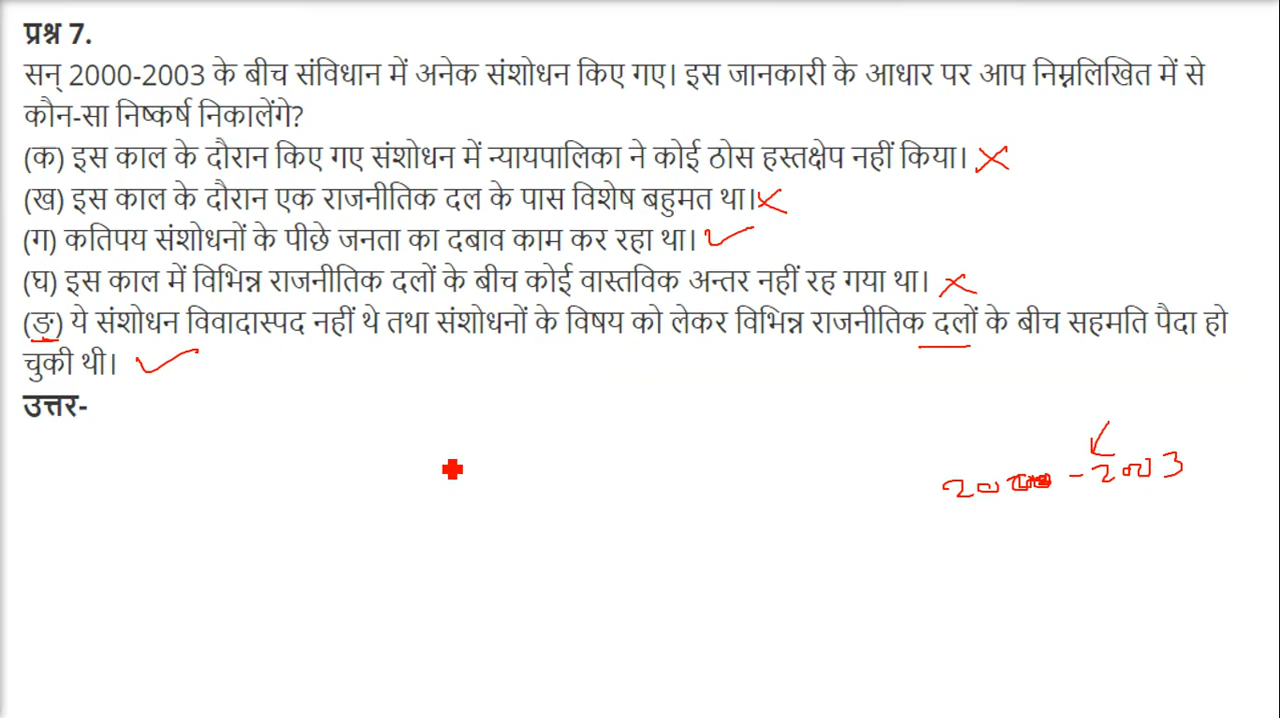 प्रश्न 7.
सन् 2000-2003 के बीच संविधान में अनेक संशोधन किए गए। इस जानकारी के आधार पर आप निम्नलिखित में से
कौन-सा निष्कर्ष निकालेंगे?
(क) इस काल के दौरान किए गए संशोधन में न्यायपालिका ने कोई ठोस हस्तक्षेप नहीं किया।
(ख) इस काल के दौरान एक राजनीतिक दल के पास विशेष बहुमत था।
(ग) कतिपय संशोधनों के पीछे जनता का दबाव काम कर रहा था।
(घ) इस काल में विभिन्न राजनीतिक दलों के बीच कोई वास्तविक अन्तर नहीं रह गया था।
(ङ) ये संशोधन विवादास्पद नहीं थे तथा संशोधनों के विषय को लेकर विभिन्न राजनीतिक दलों के बीच सहमति पैदा हो
चुकी थी।
उत्तर-
- 2003